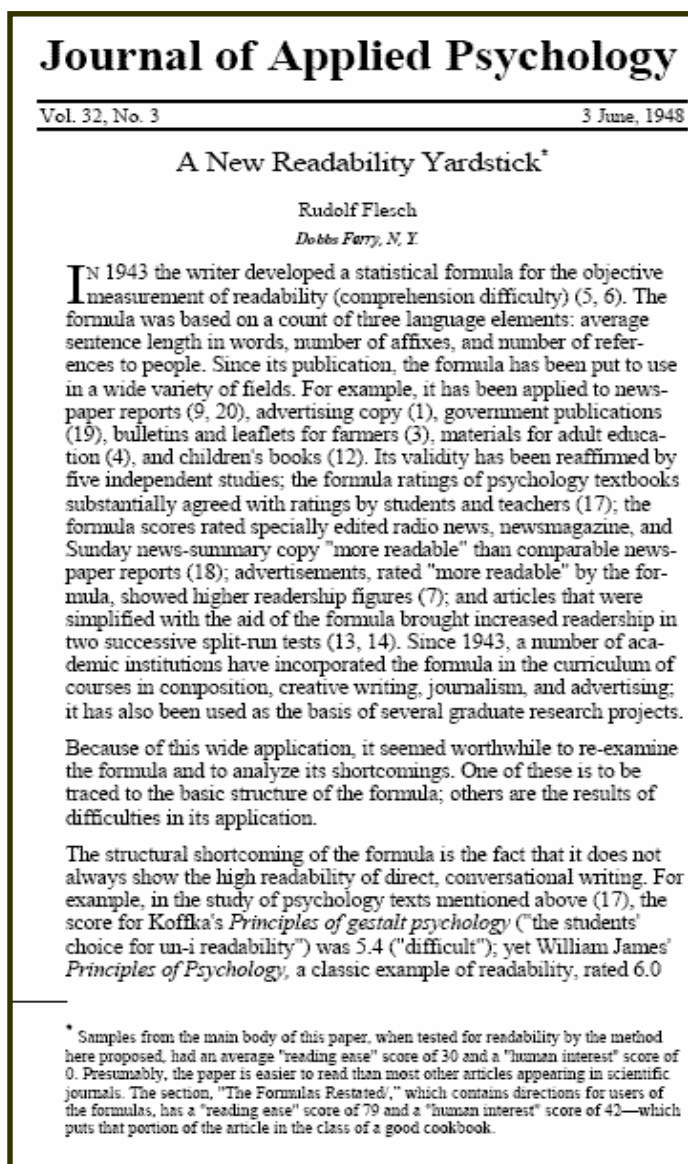 Journal of Applied Psychology
Vol. 32, No. 3 3 June, 1948
A New Readability Yardstick*
Rudolf Flesch
Dobbs Ferry, N, Y.
IN 1943 the writer developed a statistical formula for the objective
measurement of readability (comprehension difficulty) (5, 6). The
formula was based on a count of three language elements: average
sentence length in words, number of affixes, and number of refer-
ences to people. Since its publication, the formula has been put to use
in a wide variety of fields. For example, it has been applied to news-
paper reports (9, 20), advertising copy (1), government publications
(19), bulletins and leaflets for farmers (3), materials for adult educa-
tion (4), and children's books (12). Its validity has been reaffirmed by
five independent studies; the formula ratings of psychology textbooks
substantially agreed with ratings by students and teachers (17); the
formula scores rated specially edited radio news, newsmagazine, and
Sunday news-summary copy "more readable" than comparable news-
paper reports (18); advertisements, rated "more readable" by the for-
mula, showed higher readership figures (7); and articles that were
simplified with the aid of the formula brought increased readership in
two successive split-run tests (13, 14). Since 1943, a number of aca-
demic institutions have incorporated the formula in the curriculum of
courses in composition, creative writing, journalism, and advertising;
it has also been used as the basis of several graduate research projects.
Because of this wide application, it seemed worthwhile to re-examine
the formula and to analyze its shortcomings. One of these is to be
traced to the basic structure of the formula; others are the results of
difficulties in its application.
The structural shortcoming of the formula is the fact that it does not
always show the high readability of direct, conversational writing. For
example, in the study of psychology texts mentioned above (17), the
score for Koffka's Principles of gestalt psychology ("the students'
choice for un-i readability") was 5.4 ("difficult"); yet William James'
Principles of Psychology, a classic example of readability, rated 6.0
* Samples from the main body of this paper, when tested for readability by the method
here proposed, had an average "reading ease" score of 30 and a "human interest" score of
0. Presumably, the paper is easier to read than most other articles appearing in scientific
journals. The section, "The Formulas Restated/," which contains directions for users of
the formulas, has a "reading ease" score of 79 and a "human interest" score of 42—which
puts that portion of the article in the class of a good cookbook.